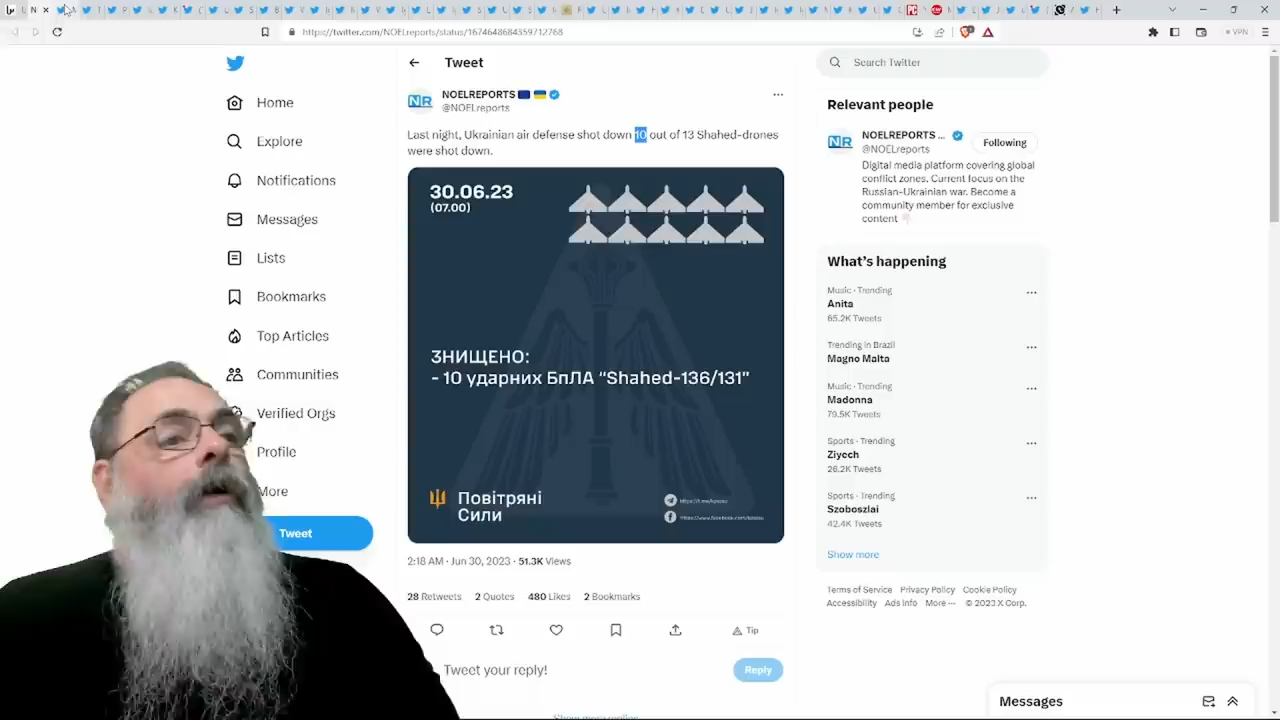 https://twitter.com/NOELreports/status/1674648684359712768
VPN
Home
Explore
Notifications
Messages
Lists
Bookmarks
Top Articles
Communities
Verified Orgs
Profile
More
Tweet
Tweet
NOELREPORTS
@NOELreports
Last night, Ukrainian air defense shot down 10 out of 13 Shahed-drones
were shot down.
30.06.23
(07.00)
ЗНИЩЕНО:
- 10 ударних БпЛА “Shahed-136/131”
Повітряні
Сили
2:18 AM · Jun 30, 2023 · 51.3K Views
28 Retweets 2 Quotes 480 Likes 2 Bookmarks
Tip
Tweet your reply!
Reply
Show more replies
Search Twitter
Relevant people
NOELREPORTS ...
@NOELreports
Following
Digital media platform covering global
conflict zones. Current focus on the
Russian-Ukrainian war. Become a
community member for exclusive
content
What’s happening
Music · Trending
Anita
65.2K Tweets
Trending in Brazil
Magno Malta
Music · Trending
Madonna
79.5K Tweets
Sports · Trending
Ziyech
26.2K Tweets
Sports · Trending
Szoboszlai
42.4K Tweets
Show more
Terms of Service Privacy Policy Cookie Policy
Accessibility Ads Info More ··· © 2023 X Corp.
Messages